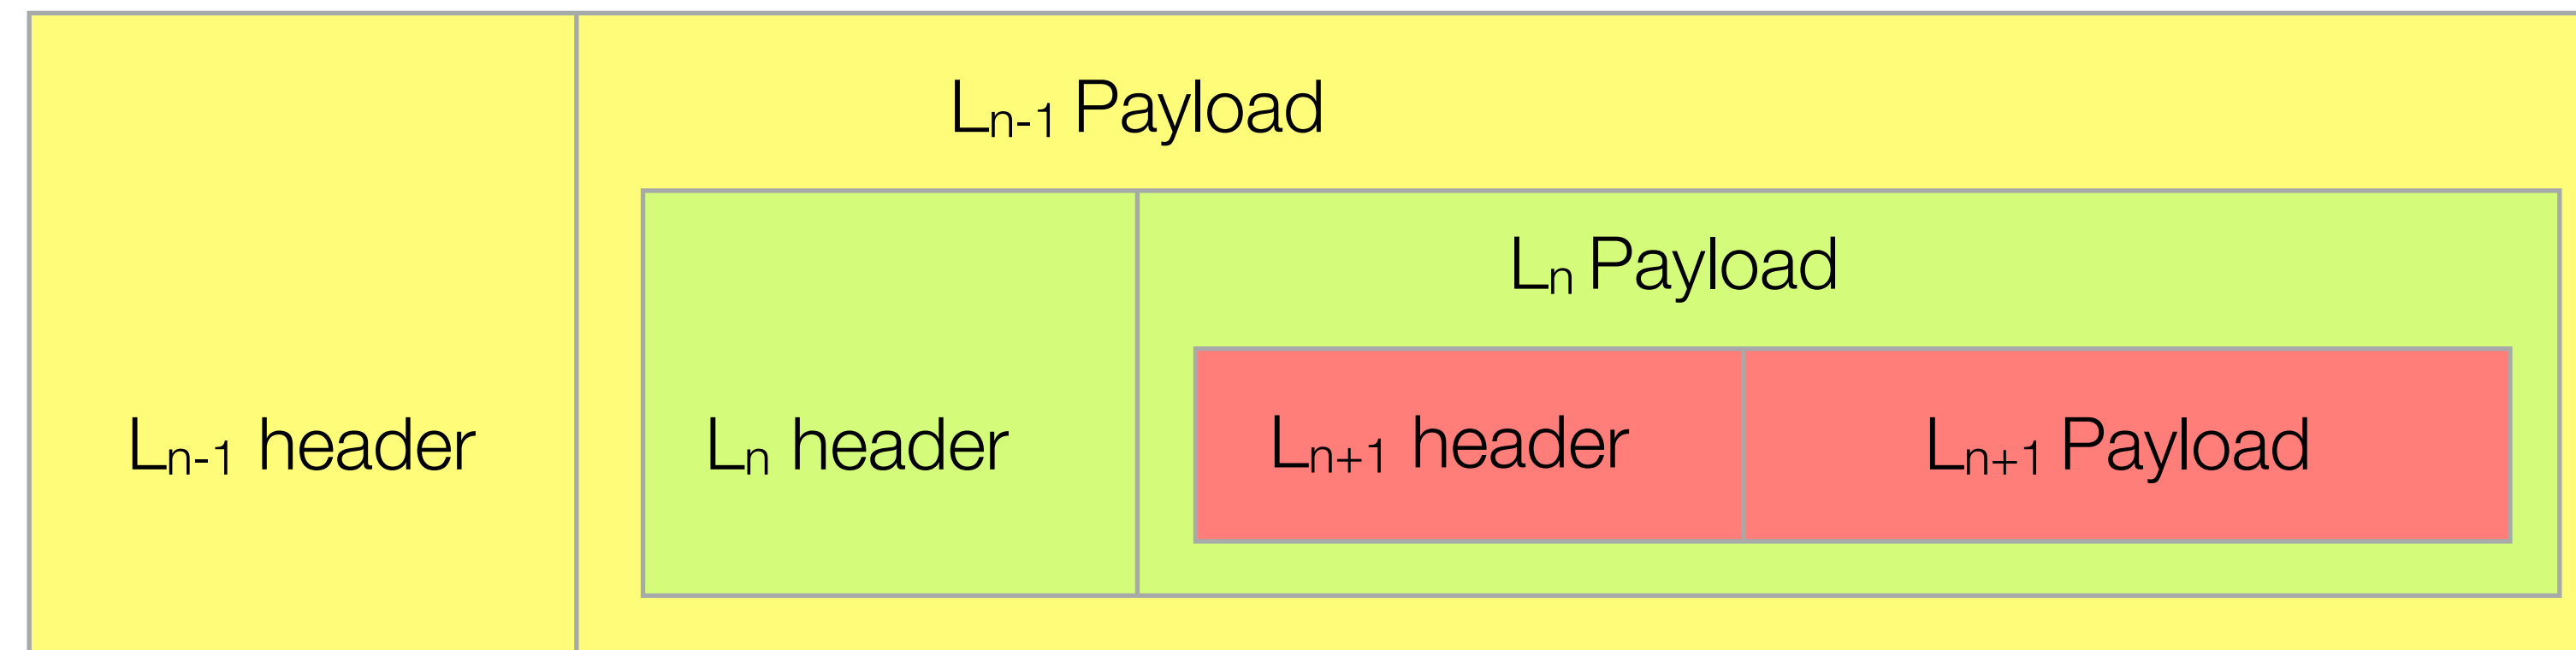 Lₙ₋₁ Payload
Lₙ Payload
Lₙ₋₁ header
Lₙ header
Lₙ₊₁ header
Lₙ₊₁ Payload